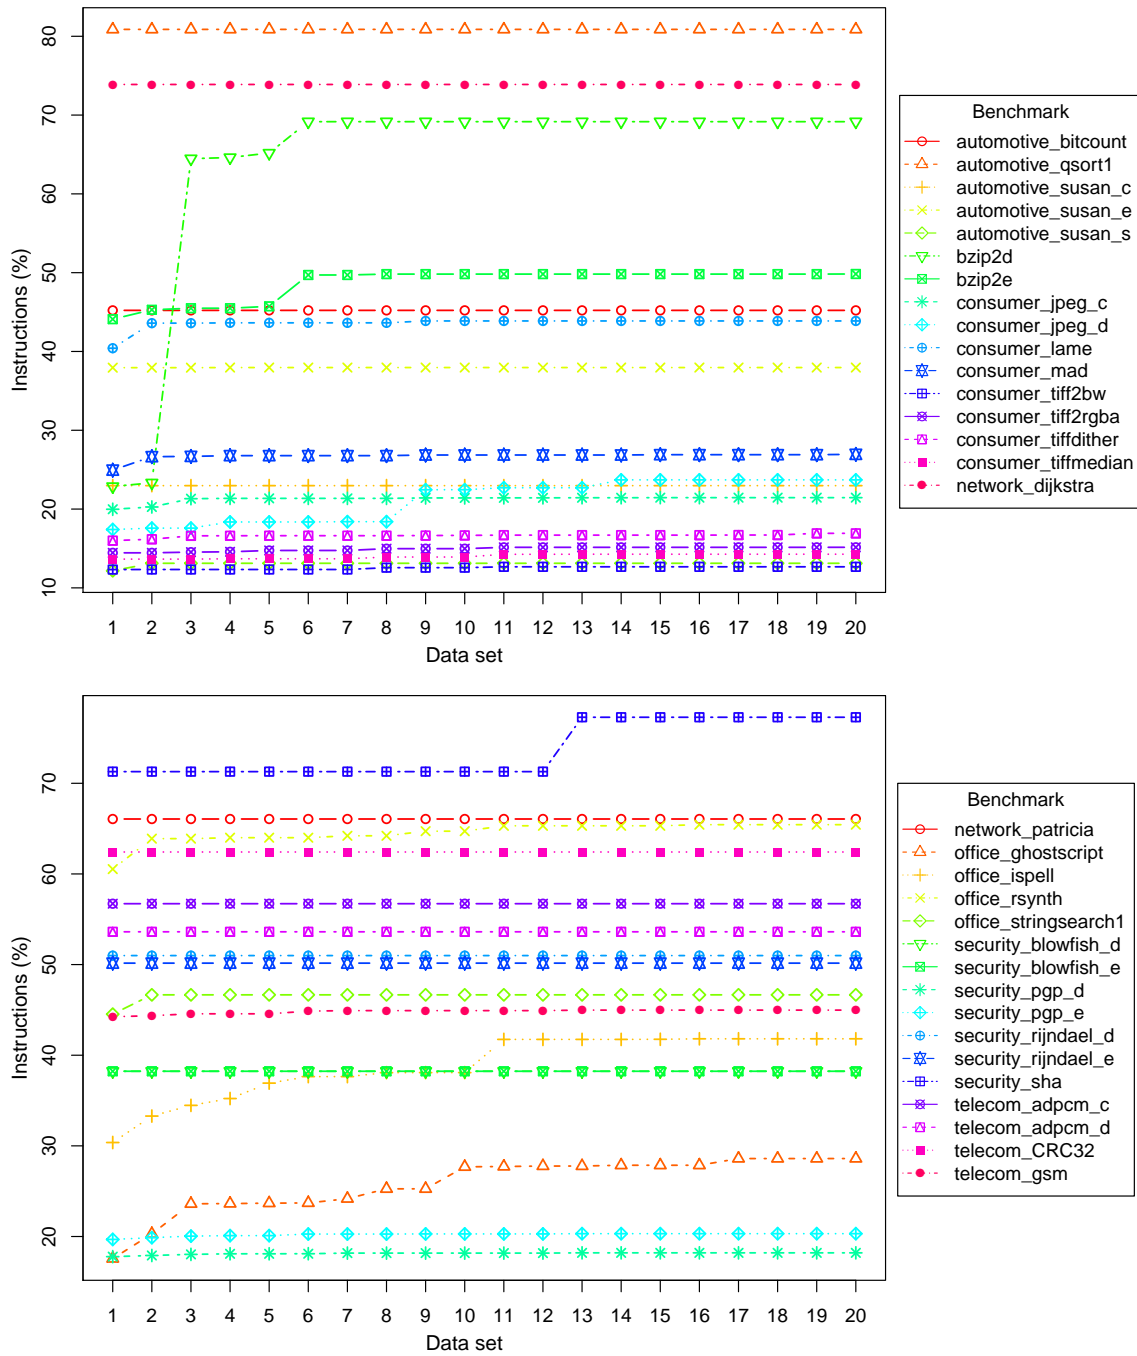 Instructions (%)
10 20 30 40 50 60 70 80
1 2 3 4 5 6 7 8 9 10 11 12 13 14 15 16 17 18 19 20
Data set
Benchmark
automotive_bitcount
automotive_qsort1
automotive_susan_c
automotive_susan_e
automotive_susan_s
bzip2d
bzip2e
consumer_jpeg_c
consumer_jpeg_d
consumer_lame
consumer_mad
consumer_tiff2bw
consumer_tiff2rgba
consumer_tiffdither
consumer_tiffmedian
network_dijkstra
Instructions (%)
20 30 40 50 60 70
1 2 3 4 5 6 7 8 9 10 11 12 13 14 15 16 17 18 19 20
Data set
Benchmark
network_patricia
office_ghostscript
office_ispell
office_rsynth
office_stringsearch1
security_blowfish_d
security_blowfish_e
security_pgp_d
security_pgp_e
security_rijndael_d
security_rijndael_e
security_sha
telecom_adpcm_c
telecom_adpcm_d
telecom_CRC32
telecom_gsm